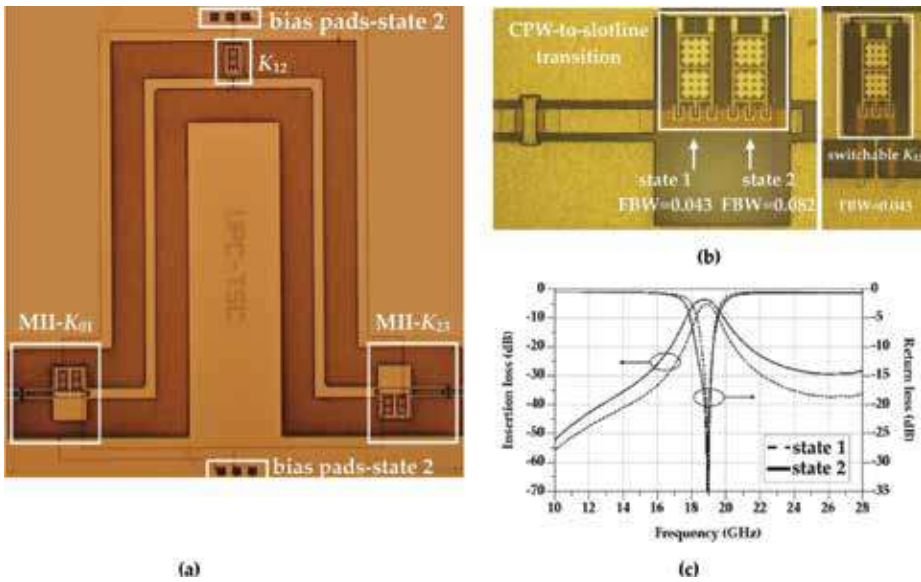 bias pads-state 2
K12
UPC-TSC
MII-K01
MII-K23
bias pads-state 2
(a)
CPW-to-slotline
transition
state 1
state 2
FBW=0.043
FBW=0.082
switchable
FBW=0.043
(b)
0
-10
-20
-30
-40
-50
-60
-70
Insertion loss (dB)
0
-5
-10
-15
-20
-25
-30
-35
Return loss (dB)
state 1
state 2
10
12
14
16
18
20
22
24
26
28
Frequency (GHz)
(c)